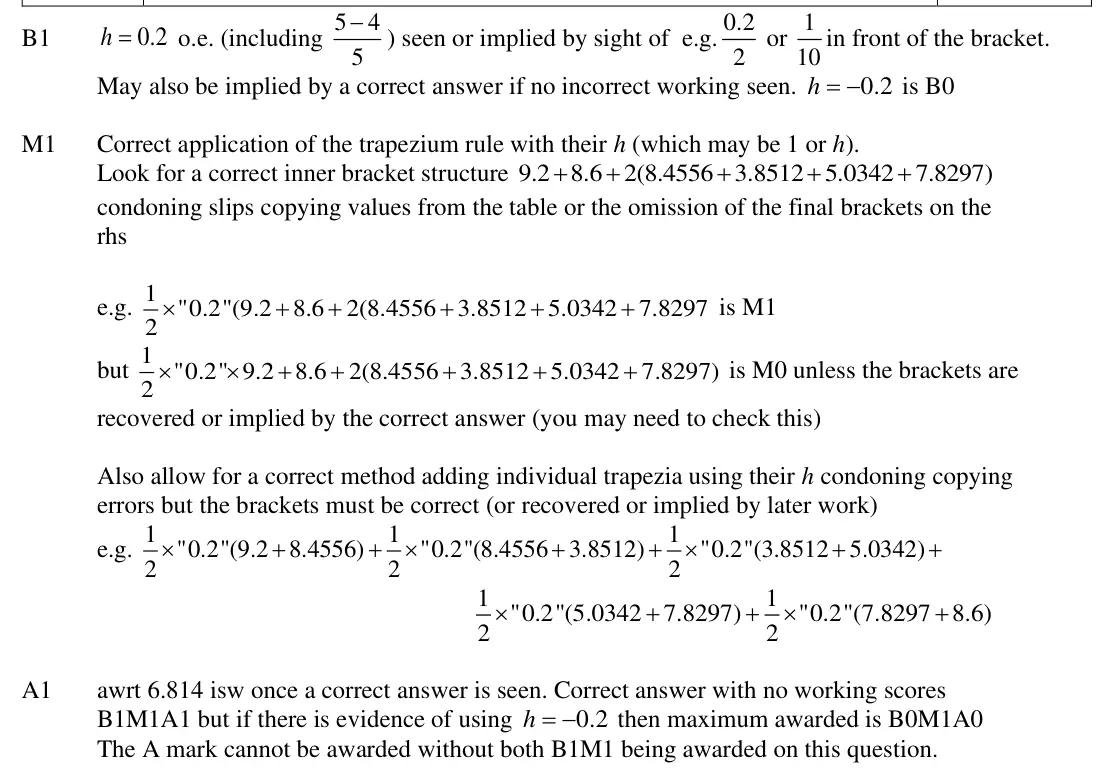 B1 h = 0.2 o.e. (including (5 − 4)/5 ) seen or implied by sight of e.g. 0.2/2 or 1/10 in front of the bracket.
May also be implied by a correct answer if no incorrect working seen. h = −0.2 is B0
M1 Correct application of the trapezium rule with their h (which may be 1 or h).
Look for a correct inner bracket structure 9.2 + 8.6 + 2(8.4556 + 3.8512 + 5.0342 + 7.8297)
condoning slips copying values from the table or the omission of the final brackets on the
rhs
e.g. 1/2 × "0.2"(9.2 + 8.6 + 2(8.4556 + 3.8512 + 5.0342 + 7.8297 is M1
but 1/2 × "0.2"× 9.2 + 8.6 + 2(8.4556 + 3.8512 + 5.0342 + 7.8297) is M0 unless the brackets are
recovered or implied by the correct answer (you may need to check this)
Also allow for a correct method adding individual trapezia using their h condoning copying
errors but the brackets must be correct (or recovered or implied by later work)
e.g. 1/2 × "0.2"(9.2 + 8.4556) + 1/2 × "0.2"(8.4556 + 3.8512) + 1/2 × "0.2"(3.8512 + 5.0342) +
1/2 × "0.2"(5.0342 + 7.8297) + 1/2 × "0.2"(7.8297 + 8.6)
A1 awrt 6.814 isw once a correct answer is seen. Correct answer with no working scores
B1M1A1 but if there is evidence of using h = −0.2 then maximum awarded is B0M1A0
The A mark cannot be awarded without both B1M1 being awarded on this question.